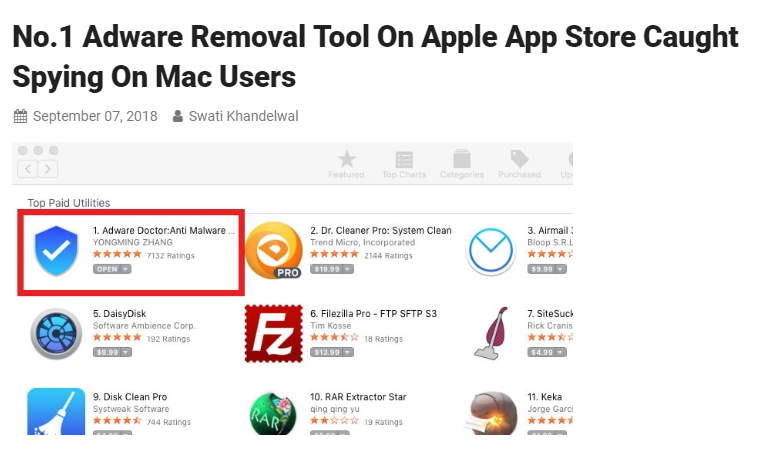 No.1 Adware Removal Tool On Apple App Store Caught
Spying On Mac Users
September 07, 2018 Swati Khandelwal
Featured Top Charts Categories Purchased Up
Top Paid Utilities
1. Adware Doctor:Anti Malware ...
YONGMING ZHANG
7132 Ratings
OPEN
2. Dr. Cleaner Pro: System Clean
Trend Micro, Incorporated
2144 Ratings
$19.99
PRO
3. Airmail 3
Bloop S.R.L
$9.99
5. DaisyDisk
Software Ambience Corp.
192 Ratings
$9.99
6. Filezilla Pro - FTP SFTP S3
Tim Kosse
18 Ratings
$13.99
Fz
7. SiteSuck
Rick Cranis
$4.99
9. Disk Clean Pro
Systweak Software
744 Ratings
10. RAR Extractor Star
qing qing yu
19 Ratings
RAR
11. Keka
Jorge Garci